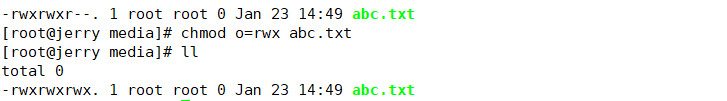 -rwxrwxr--. 1 root root 0 Jan 23 14:49 abc.txt
[root@jerry media]# chmod o=rwx abc.txt
[root@jerry media]# ll
total 0
-rwxrwxrwx. 1 root root 0 Jan 23 14:49 abc.txt